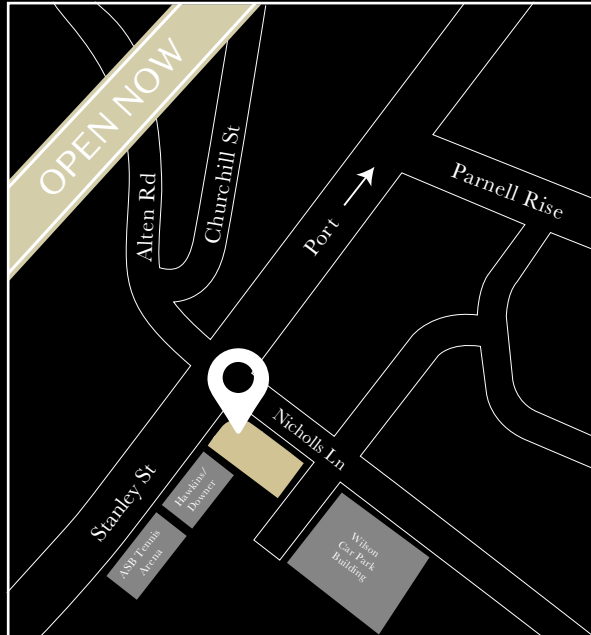 OPEN NOW
Alten Rd
Churchill St
Port
Parnell Rise
Nicholls Ln
Stanley St
Hawkins/
Downer
ASB Tennis
Arena
Wilson
Car Park
Building